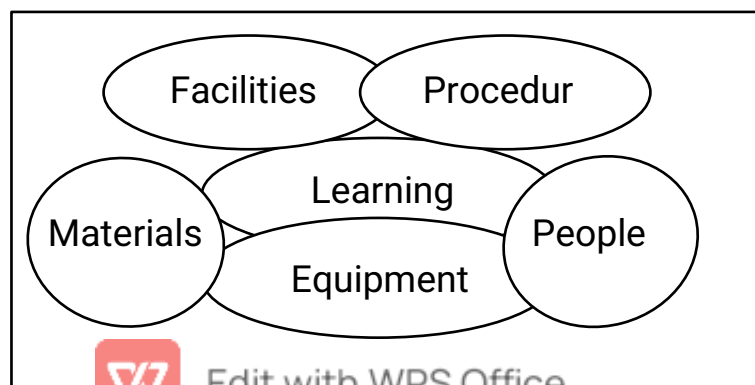 Facilities Procedur
Learning
Materials People
Equipment
Edit with WPS Office